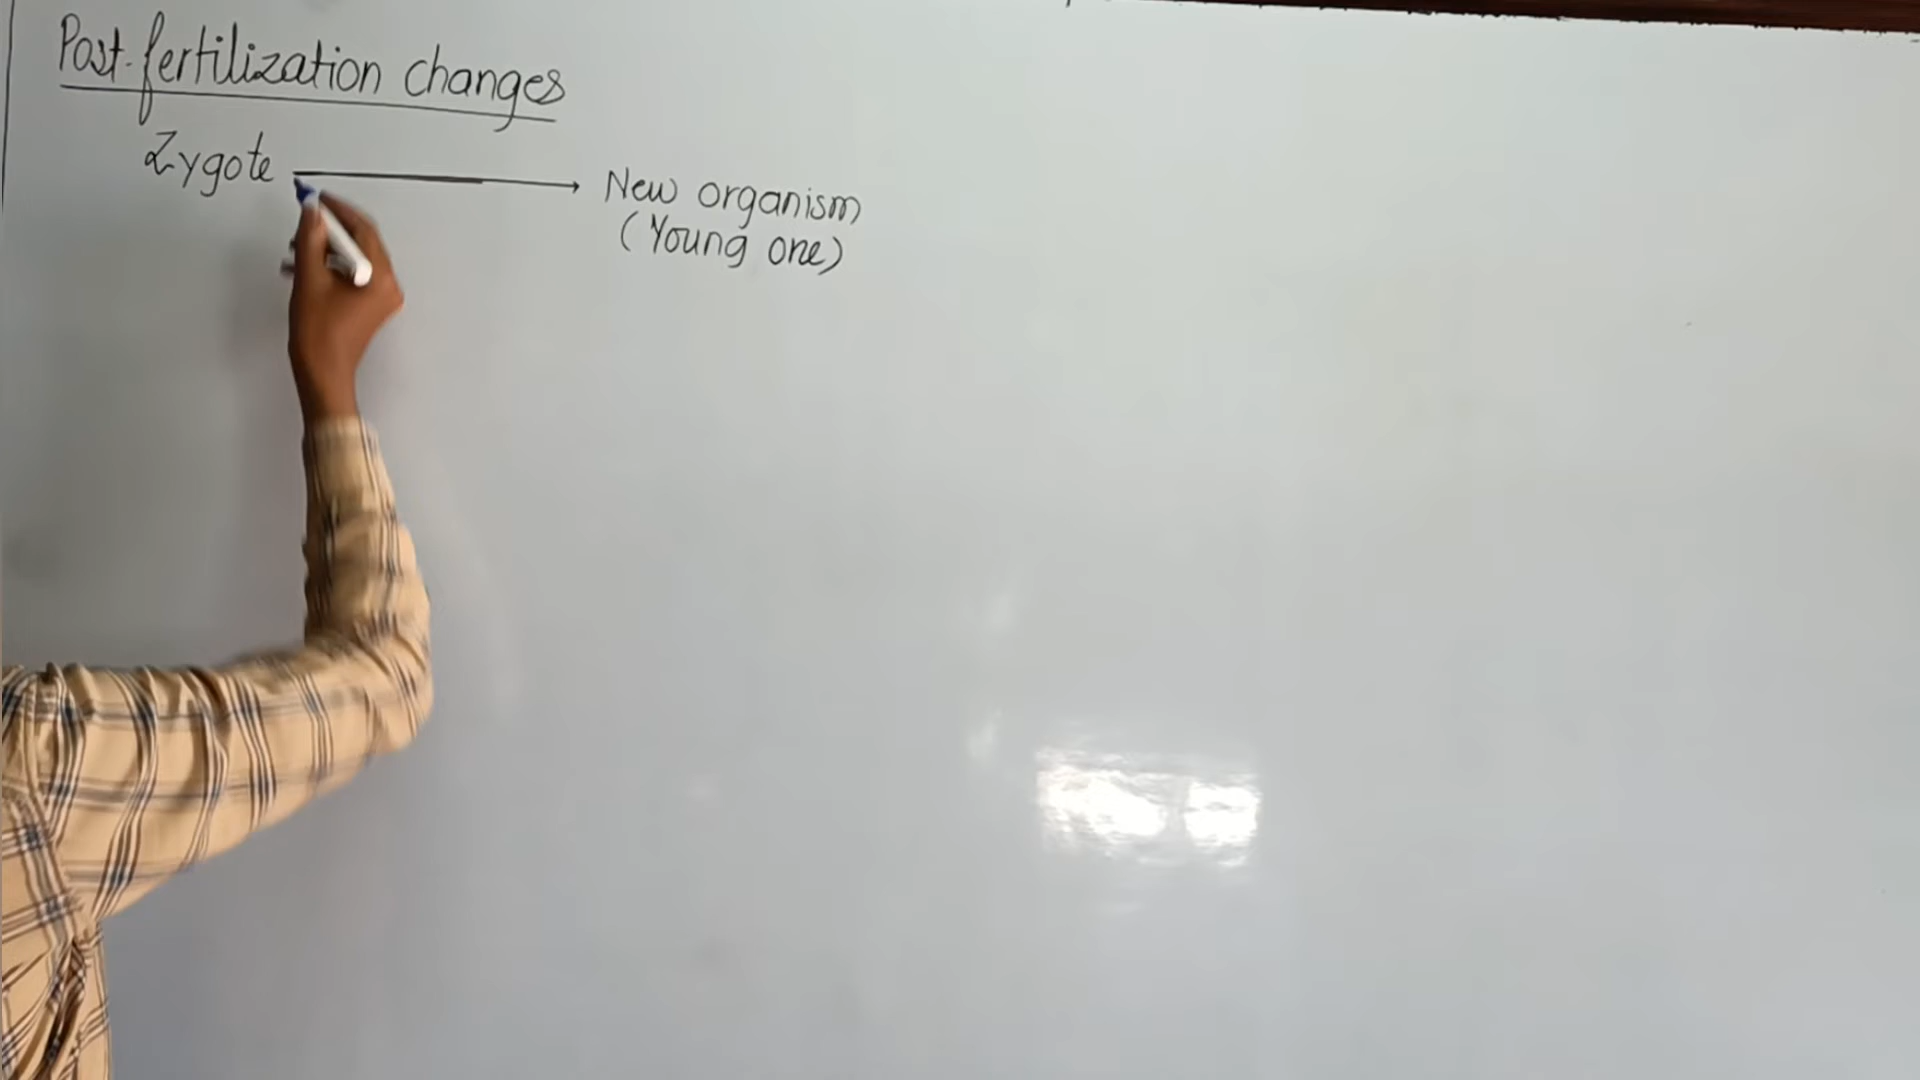 Post-fertilization changes
Zygote → New organism
(Young one)